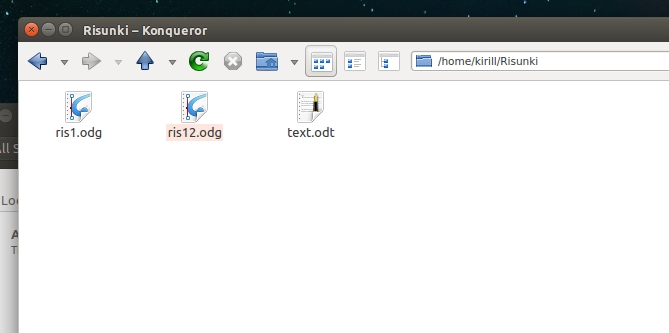 Risunki – Konqueror
/home/kirill/Risunki
ris1.odg
ris12.odg
text.odt